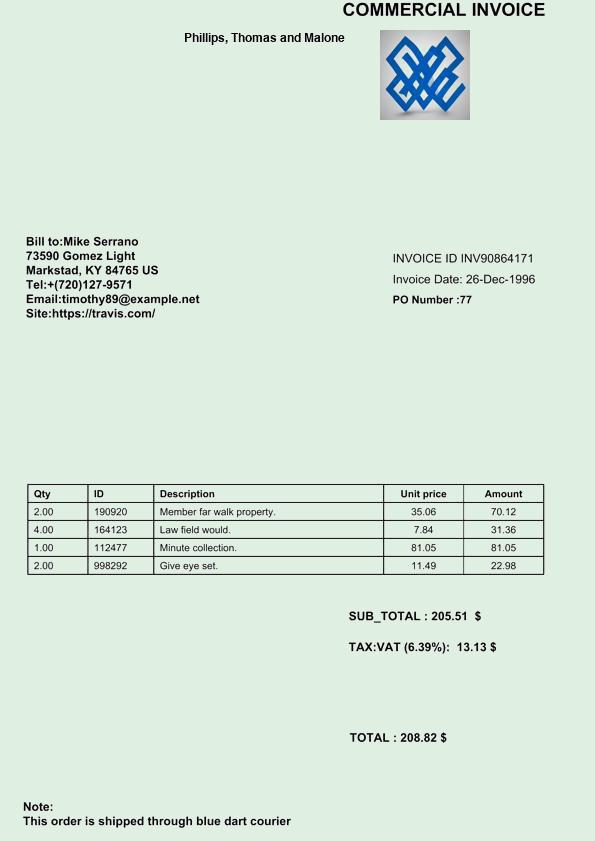 COMMERCIAL INVOICE
Phillips, Thomas and Malone
Bill to:Mike Serrano
73590 Gomez Light
Markstad, KY 84765 US
Tel:+(720)127-9571
Email:timothy89@example.net
Site:https://travis.com/
INVOICE ID INV90864171
Invoice Date: 26-Dec-1996
PO Number :77
Qty ID Description Unit price Amount
2.00 190920 Member far walk property. 35.06 70.12
4.00 164123 Law field would. 7.84 31.36
1.00 112477 Minute collection. 81.05 81.05
2.00 998292 Give eye set. 11.49 22.98
SUB_TOTAL : 205.51 $
TAX:VAT (6.39%): 13.13 $
TOTAL : 208.82 $
Note:
This order is shipped through blue dart courier